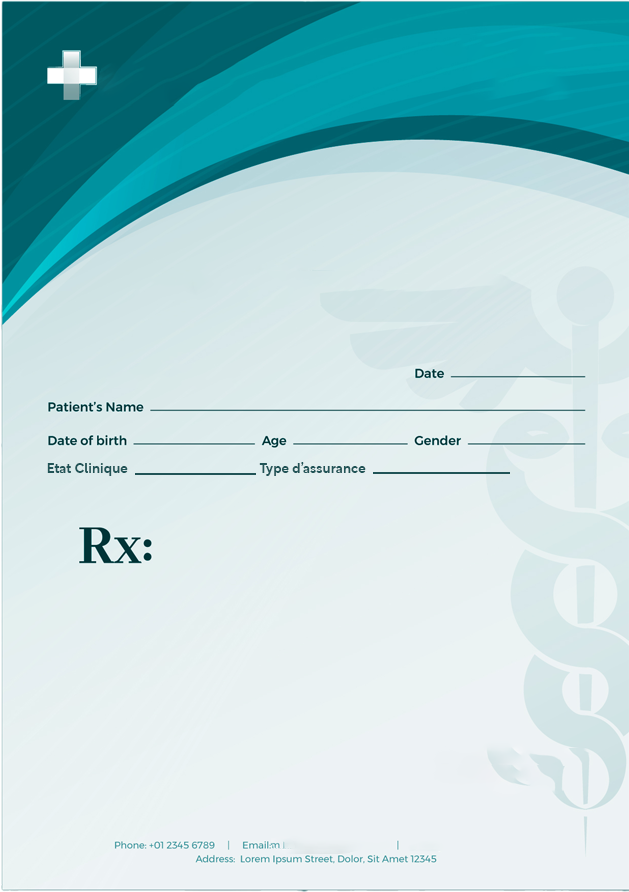 Date
Patient's Name
Date of birth Age Gender
Etat Clinique Type d'assurance
Rx:
Phone: +01 2345 6789 | Email: |
Address: Lorem Ipsum Street, Dolor, Sit Amet 12345